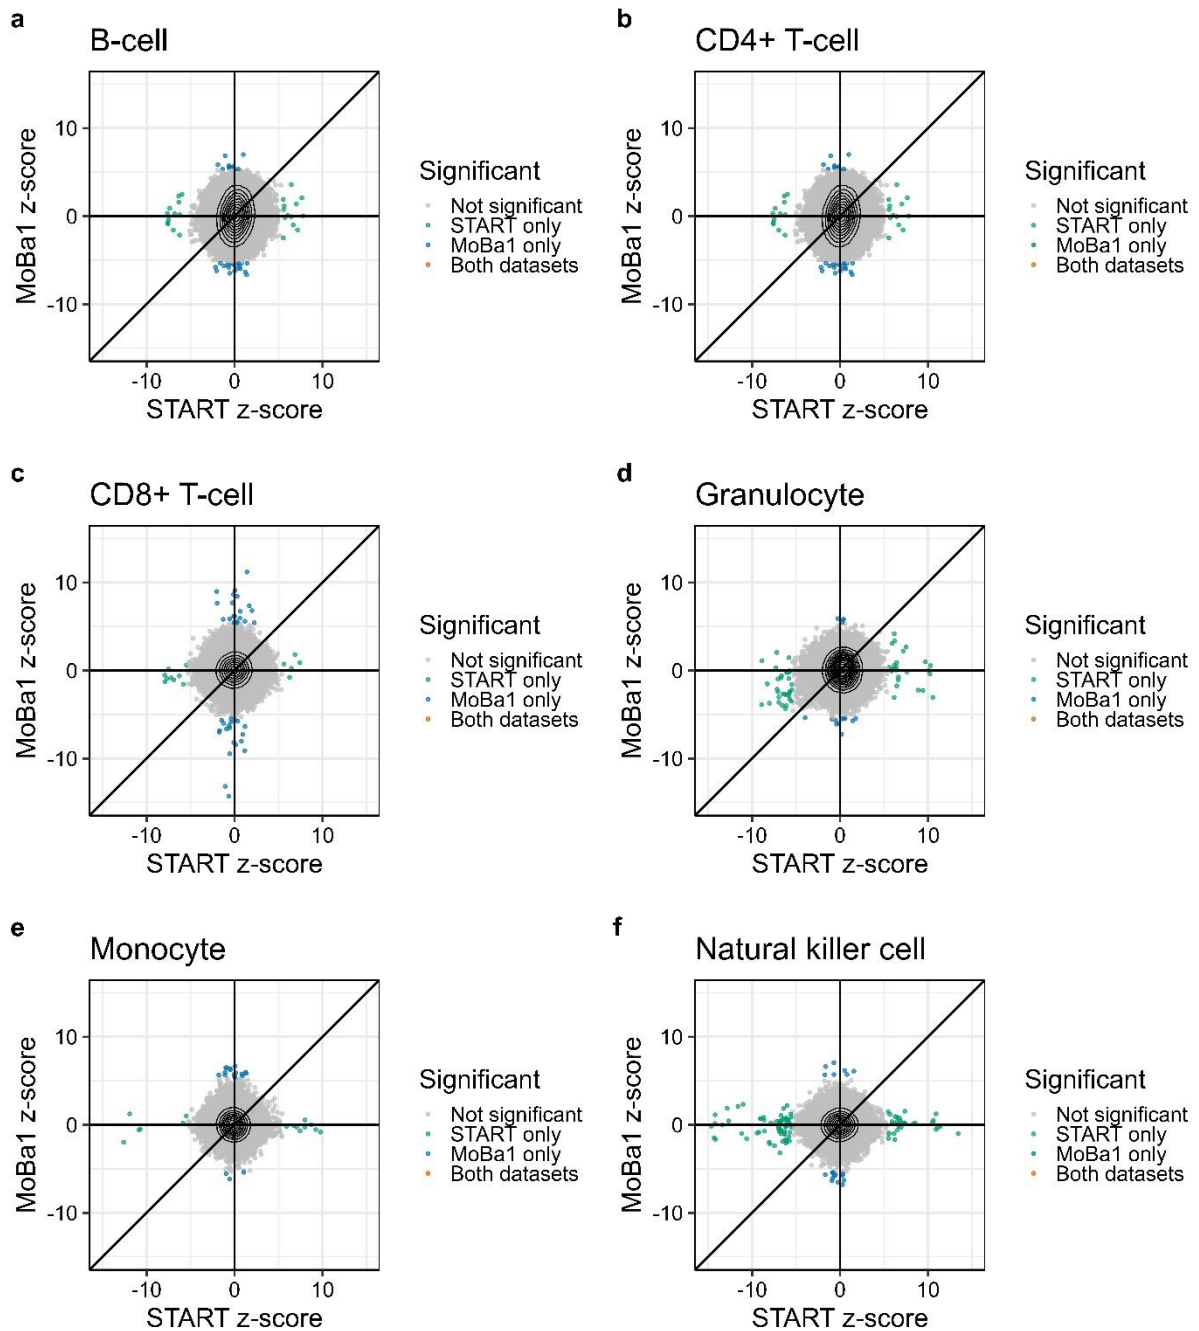 a
B-cell
10
0
-10
MoBa1 z-score
-10 0 10
START z-score
Significant
Not significant
START only
MoBa1 only
Both datasets
b
CD4+ T-cell
10
0
-10
MoBa1 z-score
-10 0 10
START z-score
Significant
Not significant
START only
MoBa1 only
Both datasets
c
CD8+ T-cell
10
0
-10
MoBa1 z-score
-10 0 10
START z-score
Significant
Not significant
START only
MoBa1 only
Both datasets
d
Granulocyte
10
0
-10
MoBa1 z-score
-10 0 10
START z-score
Significant
Not significant
START only
MoBa1 only
Both datasets
e
Monocyte
10
0
-10
MoBa1 z-score
-10 0 10
START z-score
Significant
Not significant
START only
MoBa1 only
Both datasets
f
Natural killer cell
10
0
-10
MoBa1 z-score
-10 0 10
START z-score
Significant
Not significant
START only
MoBa1 only
Both datasets